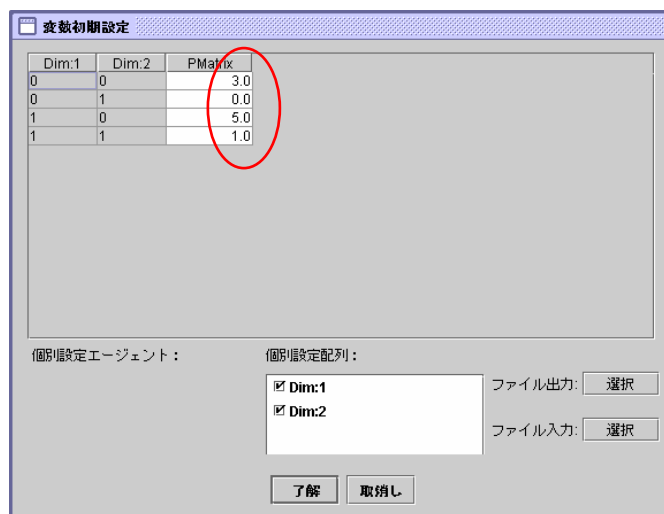 変数初期設定
Dim:1 Dim:2 PMatrix
0 0 3.0
0 1 0.0
1 0 5.0
1 1 1.0
個別設定エージェント： 個別設定配列：
Dim:1 ファイル出力: 選択
Dim:2
ファイル入力: 選択
了解 取消し